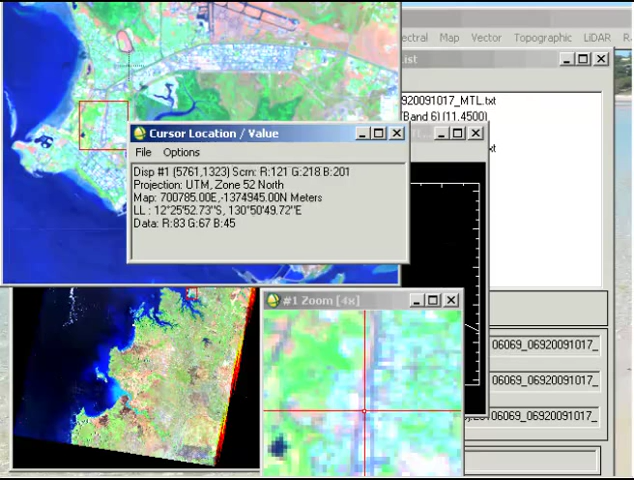 ectral Map Vector Topographic LIDAR R
ist
920091017_MTL.txt
(Band 6) (11.4500)
xt
Cursor Location / Value
File Options
Disp #1 (5761,1323) Scrn: R:121 G:218 B:201
Projection: UTM, Zone 52 North
Map: 700785.00E,-1374945.00N Meters
LL : 12°25'52.73"S, 130°50'49.72"E
Data: R:83 G:67 B:45
#1 Zoom [4x]
06069_06920091017_
06069_06920091017_
06069_06920091017_